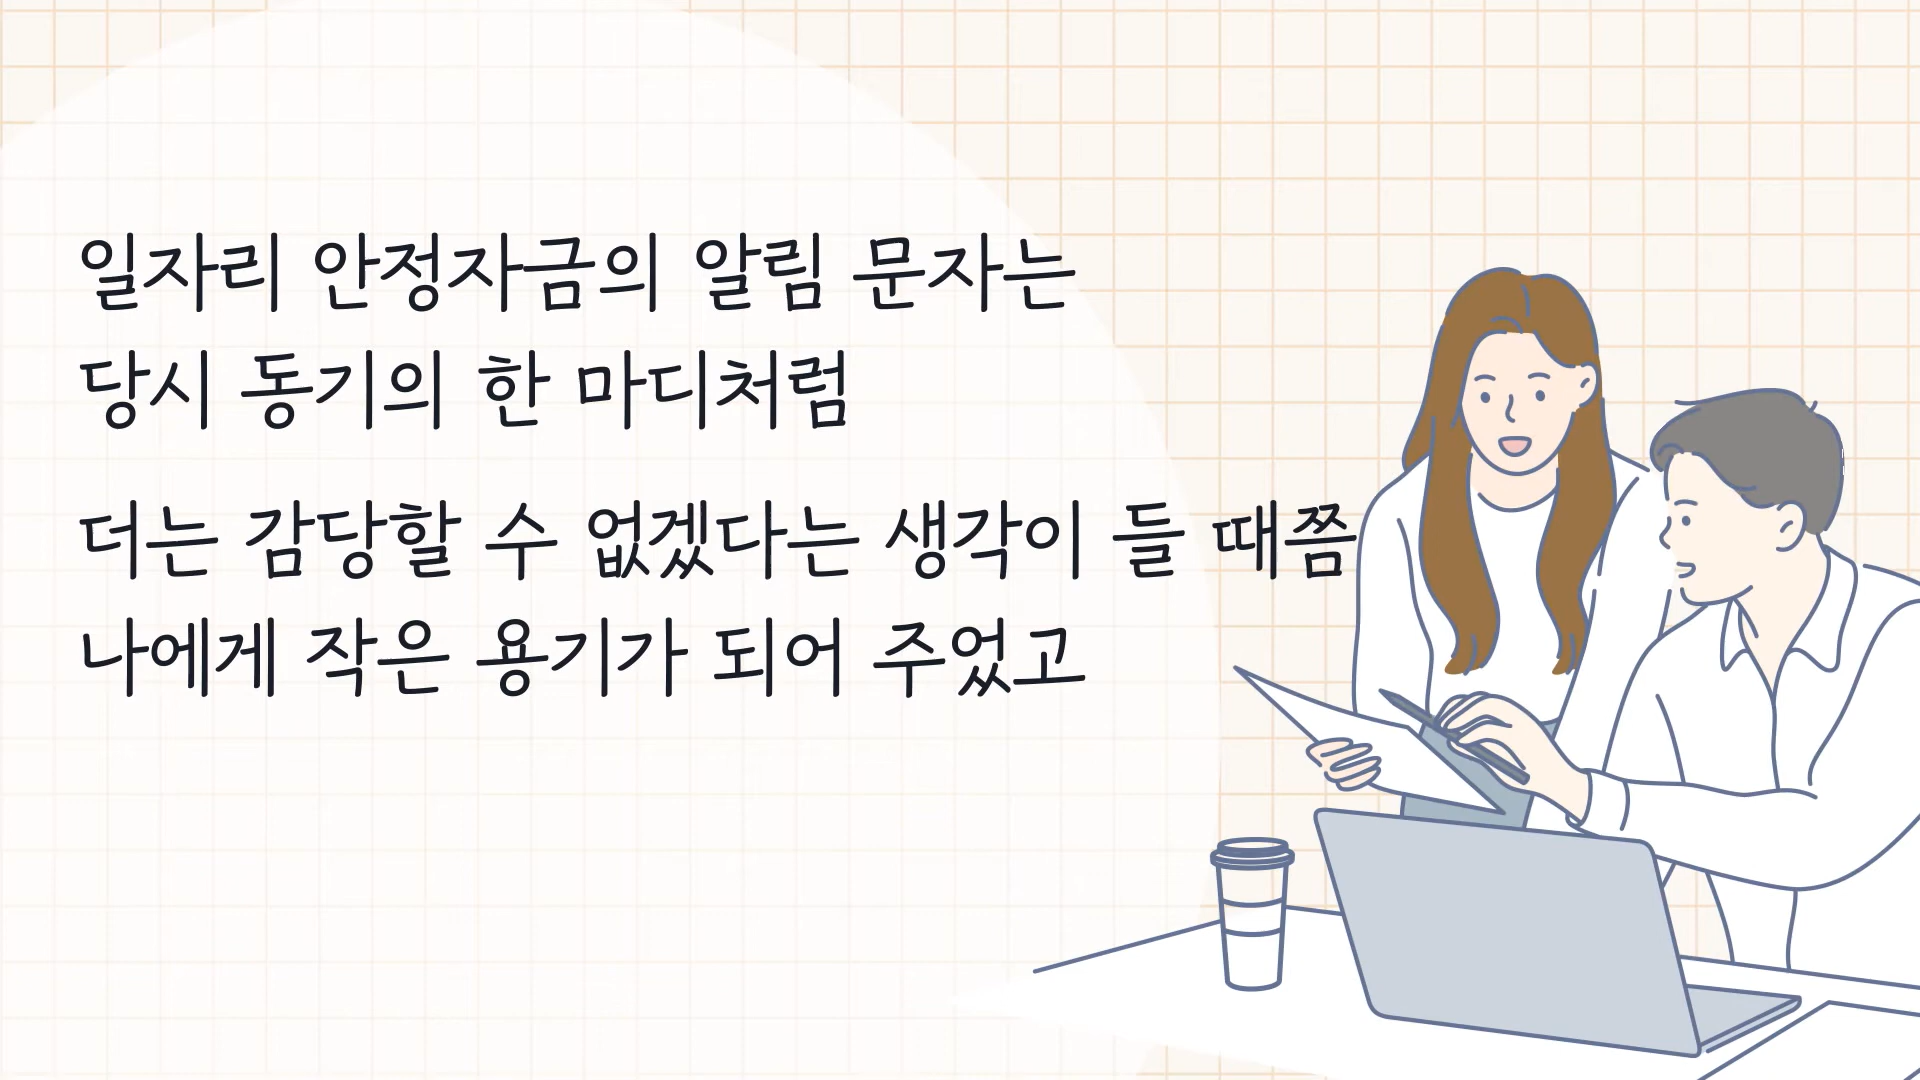 일자리 안정자금의 알림 문자는
당시 동기의 한 마디처럼
더는 감당할 수 없겠다는 생각이 들 때쯤
나에게 작은 용기가 되어 주었고